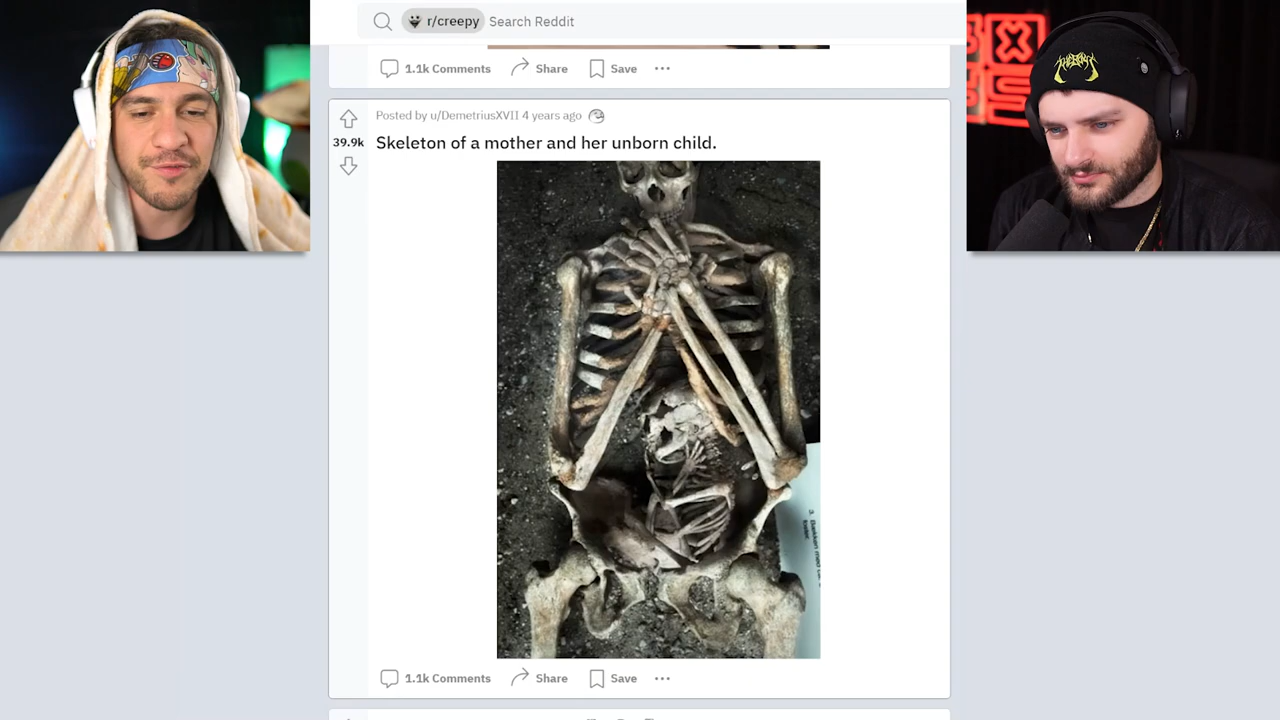 r/creepy Search Reddit
1.1k Comments Share Save
Posted by u/DemetriusXVII 4 years ago
39.9k
Skeleton of a mother and her unborn child.
1.1k Comments Share Save